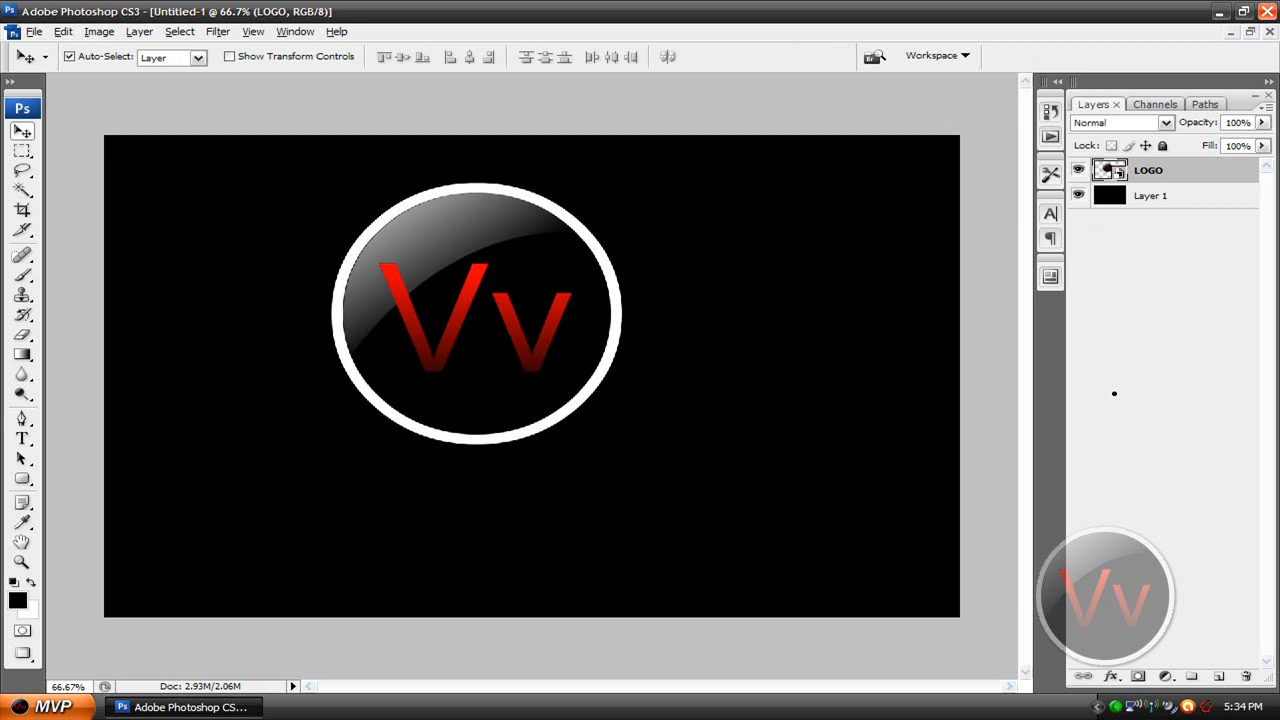 Adobe Photoshop CS3 - [Untitled-1 @ 66.7% (LOGO, RGB/8)]
File Edit Image Layer Select Filter View Window Help
Auto-Select: Layer Show Transform Controls Workspace
Ps
Layers Channels Paths
Normal Opacity: 100%
Lock: Fill: 100%
LOGO
Layer 1
Vv
Vv
66.67% Doc: 2.93M/2.06M
MVP Adobe Photoshop CS... 5:34 PM